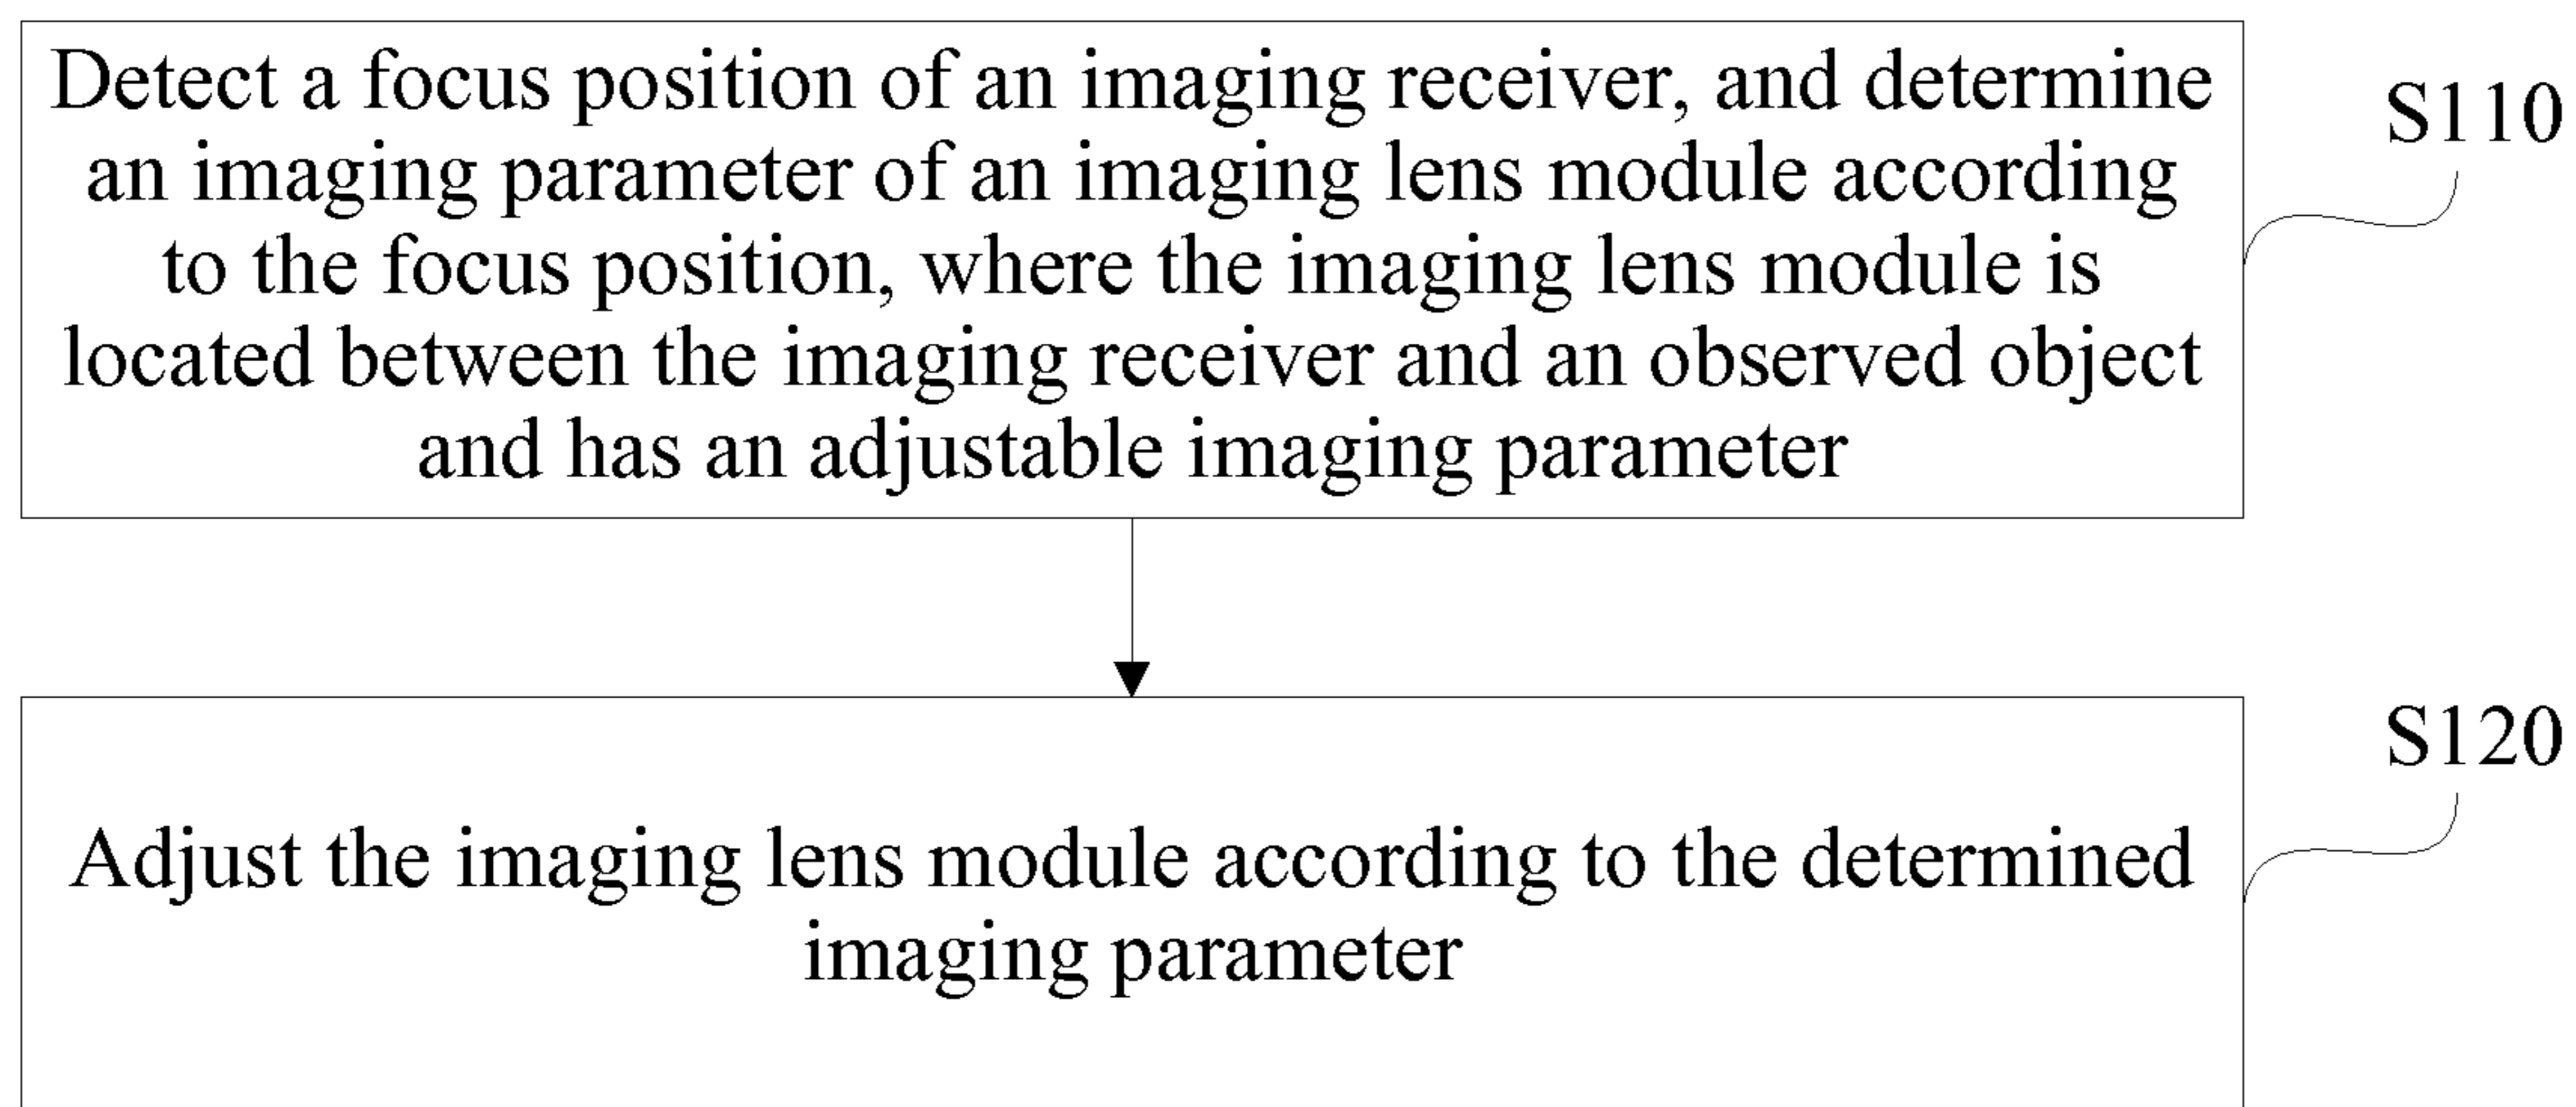 Detect a focus position of an imaging receiver, and determine
an imaging parameter of an imaging lens module according
to the focus position, where the imaging lens module is
located between the imaging receiver and an observed object
and has an adjustable imaging parameter
S110
Adjust the imaging lens module according to the determined
imaging parameter
S120